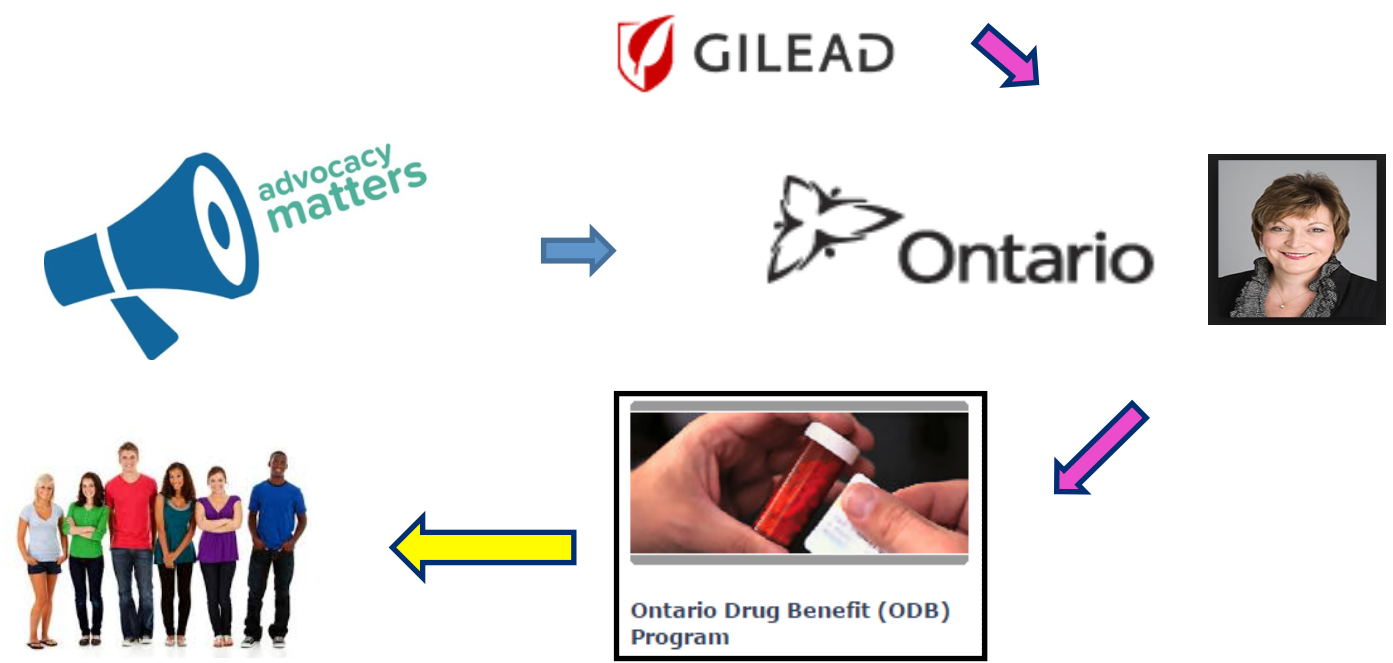 GILEAD
advocacy
matters
Ontario
Ontario Drug Benefit (ODB)
Program